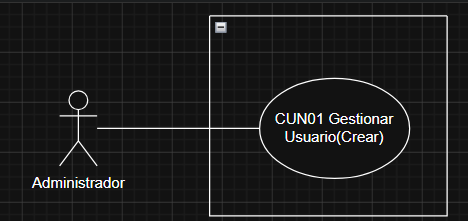 CUN01 Gestionar
Usuario(Crear)
Administrador